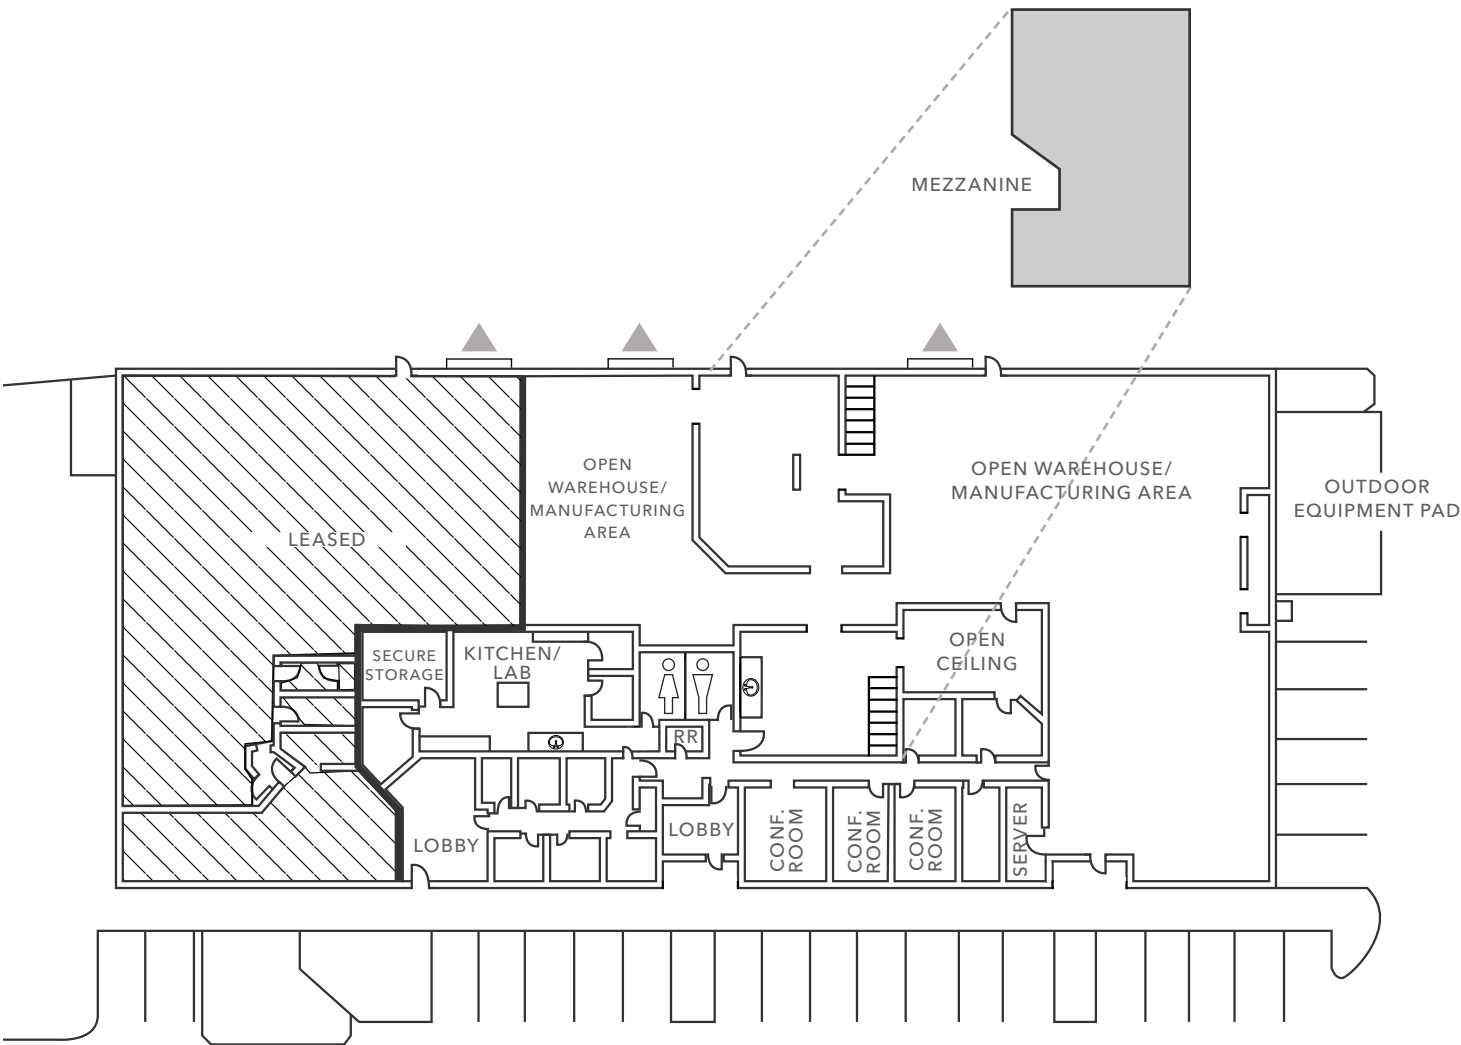 MEZZANINE
OPEN
WAREHOUSE/
MANUFACTURING
AREA
OPEN WAREHOUSE/
MANUFACTURING AREA
OUTDOOR
EQUIPMENT PAD
LEASED
SECURE
STORAGE
KITCHEN/
LAB
OPEN
CEILING
RR
LOBBY
LOBBY
CONF.
ROOM
CONF.
ROOM
CONF.
ROOM
SERVER